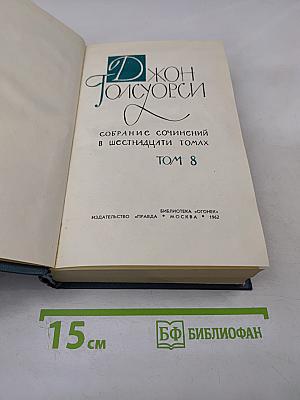 ДЖОН
ГОЛСУОРСИ
СОБРАНИЕ СОЧИНЕНИЙ
В ШЕСТНАДЦАТИ ТОМАХ
ТОМ 8
БИБЛИОТЕКА «ОГОНЕК»
ИЗДАТЕЛЬСТВО «ПРАВДА» * МОСКВА * 1962
15 см
БФ БИБЛИОФАН